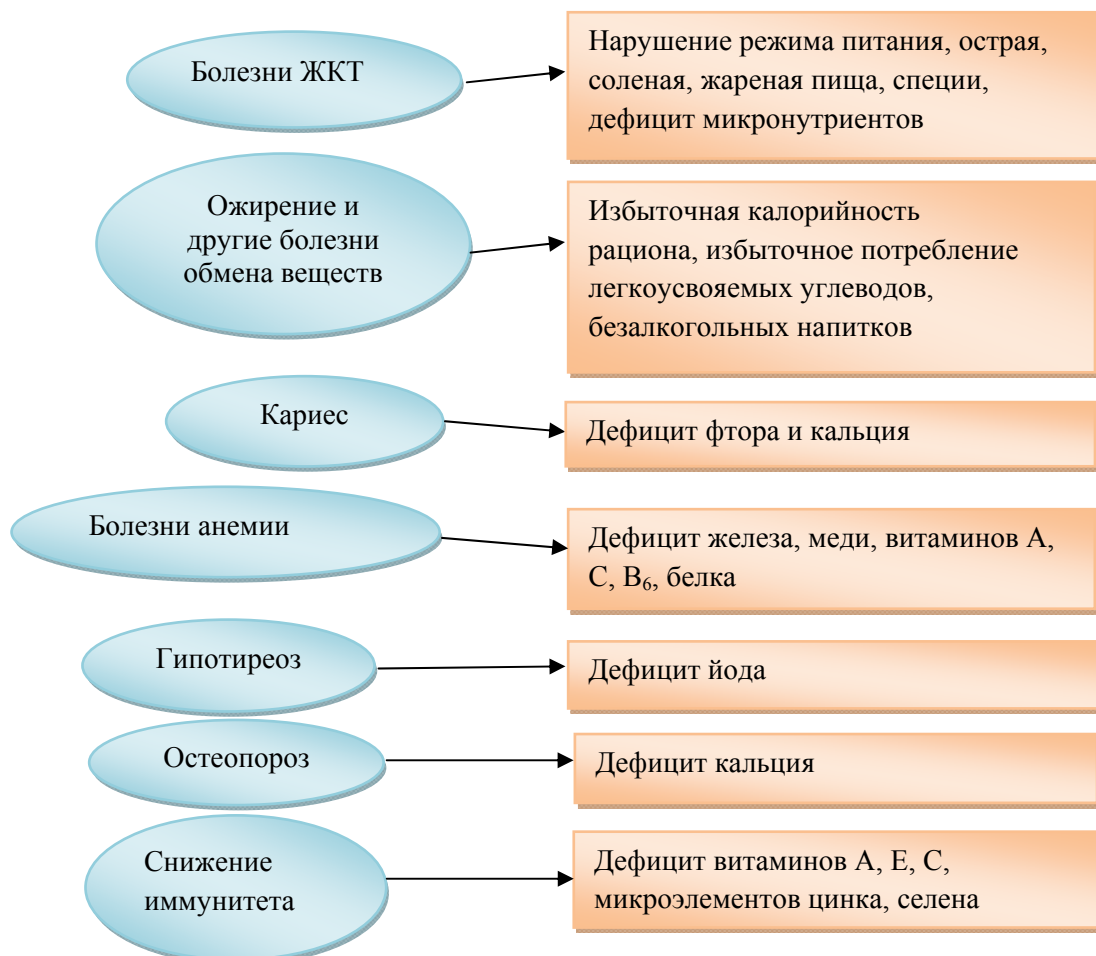 Болезни ЖКТ
Нарушение режима питания, острая,
соленая, жареная пища, специи,
дефицит микронутриентов
Ожирение и
другие болезни
обмена веществ
Избыточная калорийность
рациона, избыточное потребление
легкоусвояемых углеводов,
безалкогольных напитков
Кариес
Дефицит фтора и кальция
Болезни анемии
Дефицит железа, меди, витаминов А,
С, В₆, белка
Гипотиреоз
Дефицит йода
Остеопороз
Дефицит кальция
Снижение
иммунитета
Дефицит витаминов А, Е, С,
микроэлементов цинка, селена